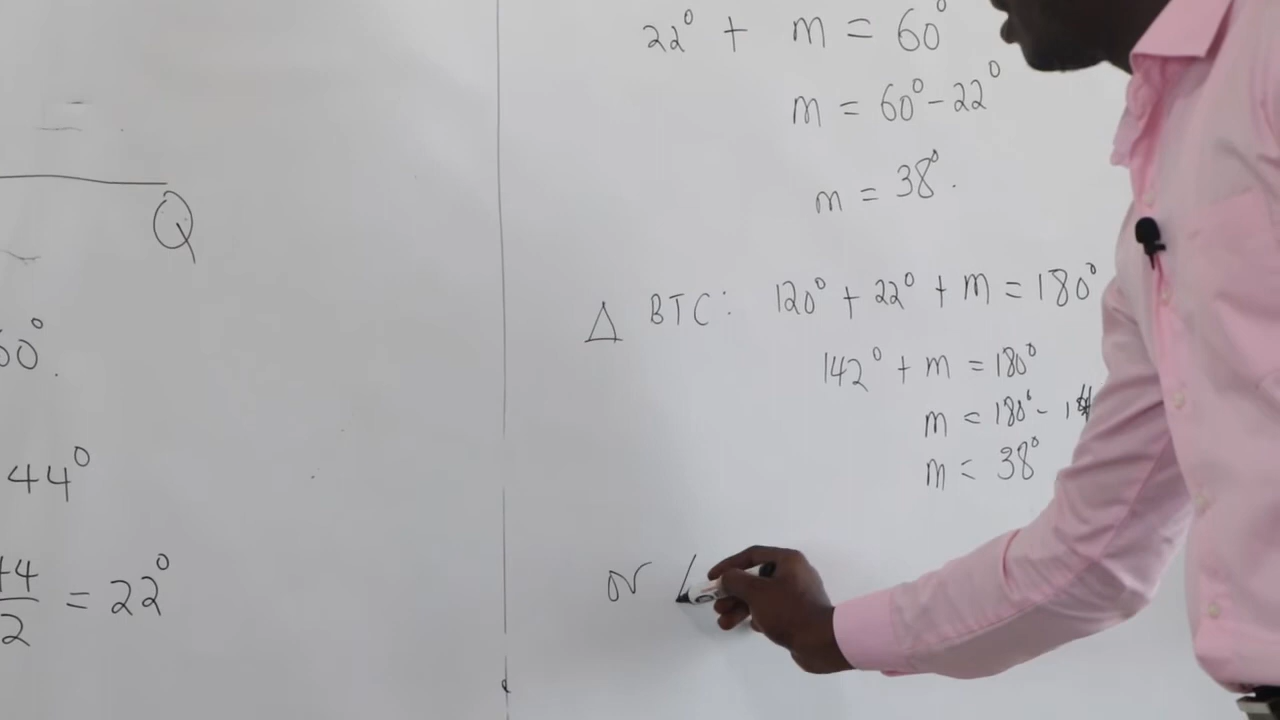 Q
60°.
44°
44/2 = 22°
22° + m = 60°
m = 60° - 22°
m = 38°.
△ BTC: 120° + 22° + m = 180°
142° + m = 180°
m = 180° -
m = 38°
or